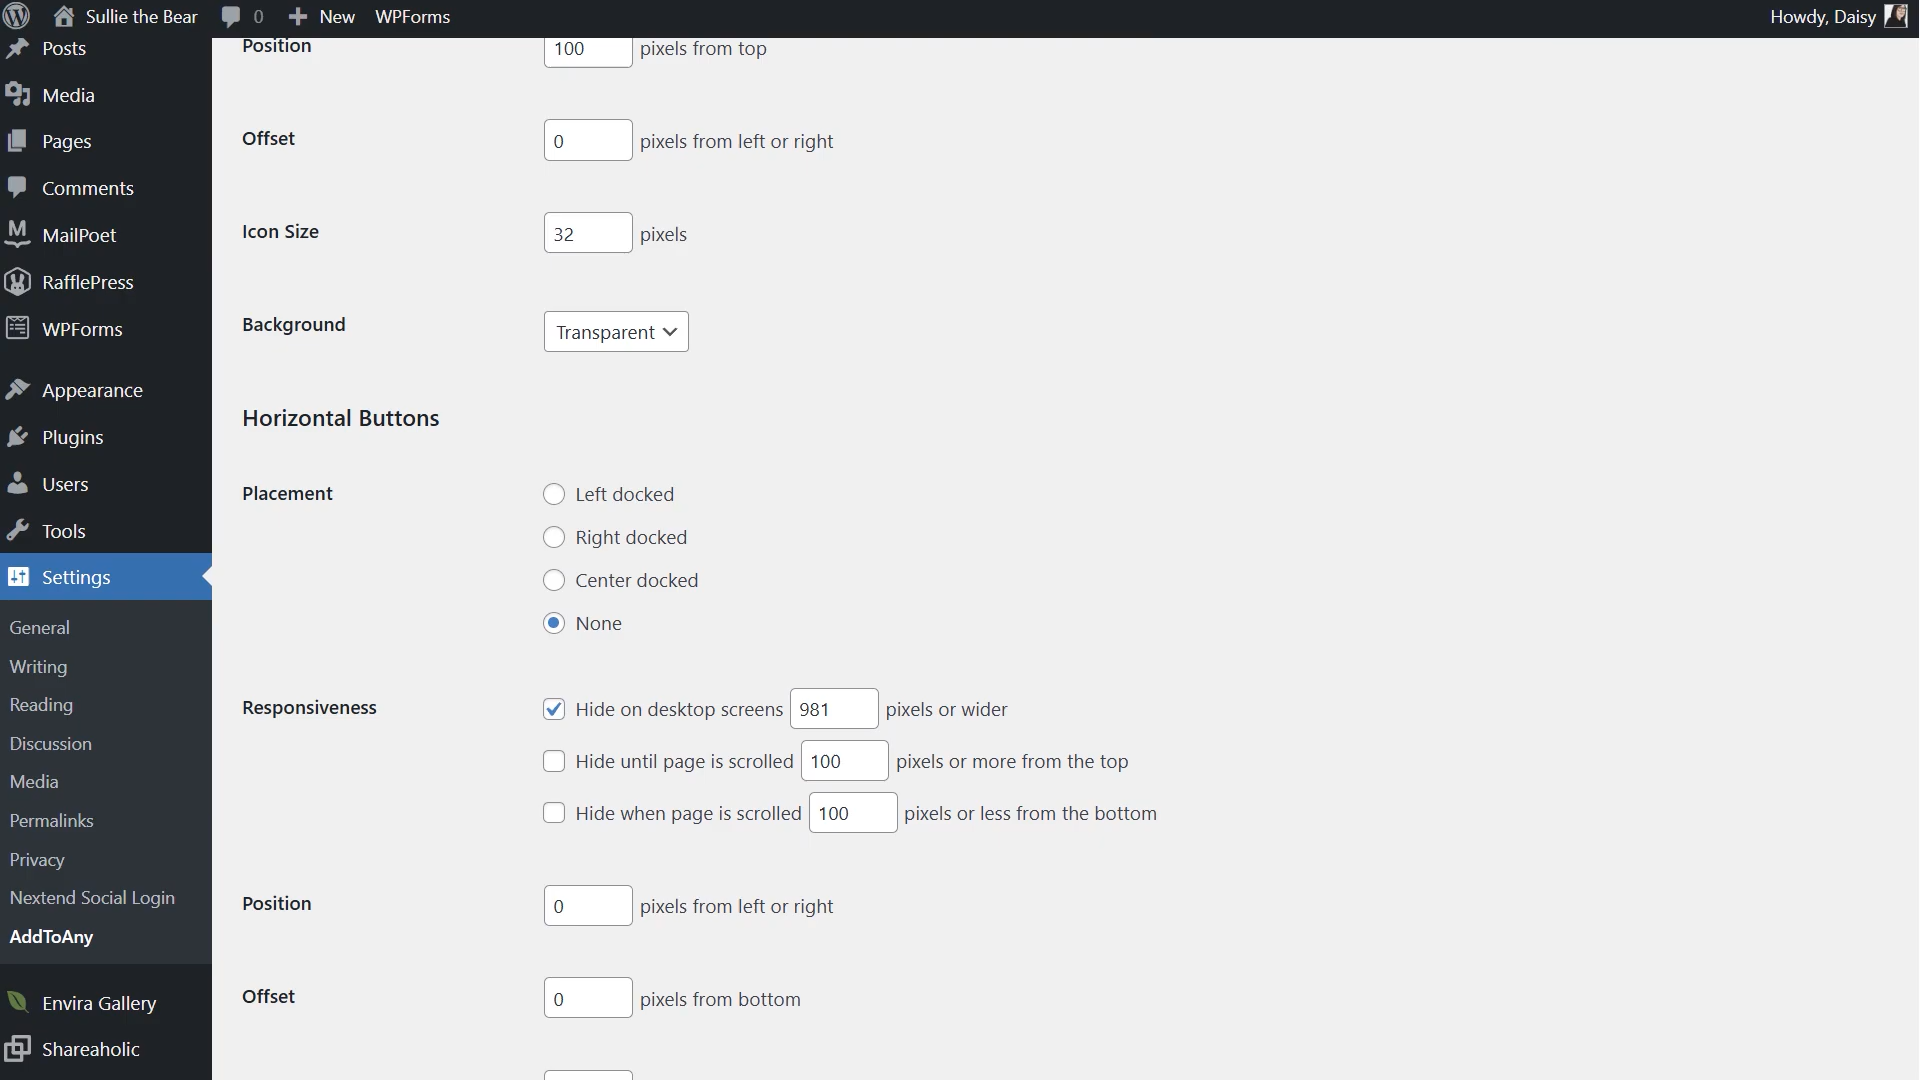 Sullie the Bear
0
New
WPForms
Howdy, Daisy
Posts
Media
Pages
Comments
MailPoet
RafflePress
WPForms
Appearance
Plugins
Users
Tools
Settings
General
Writing
Reading
Discussion
Media
Permalinks
Privacy
Nextend Social Login
AddToAny
Envira Gallery
Shareaholic
Position
100 pixels from top
Offset
0 pixels from left or right
Icon Size
32 pixels
Background
Transparent
Horizontal Buttons
Placement
Left docked
Right docked
Center docked
None
Responsiveness
Hide on desktop screens 981 pixels or wider
Hide until page is scrolled 100 pixels or more from the top
Hide when page is scrolled 100 pixels or less from the bottom
Position
0 pixels from left or right
Offset
0 pixels from bottom